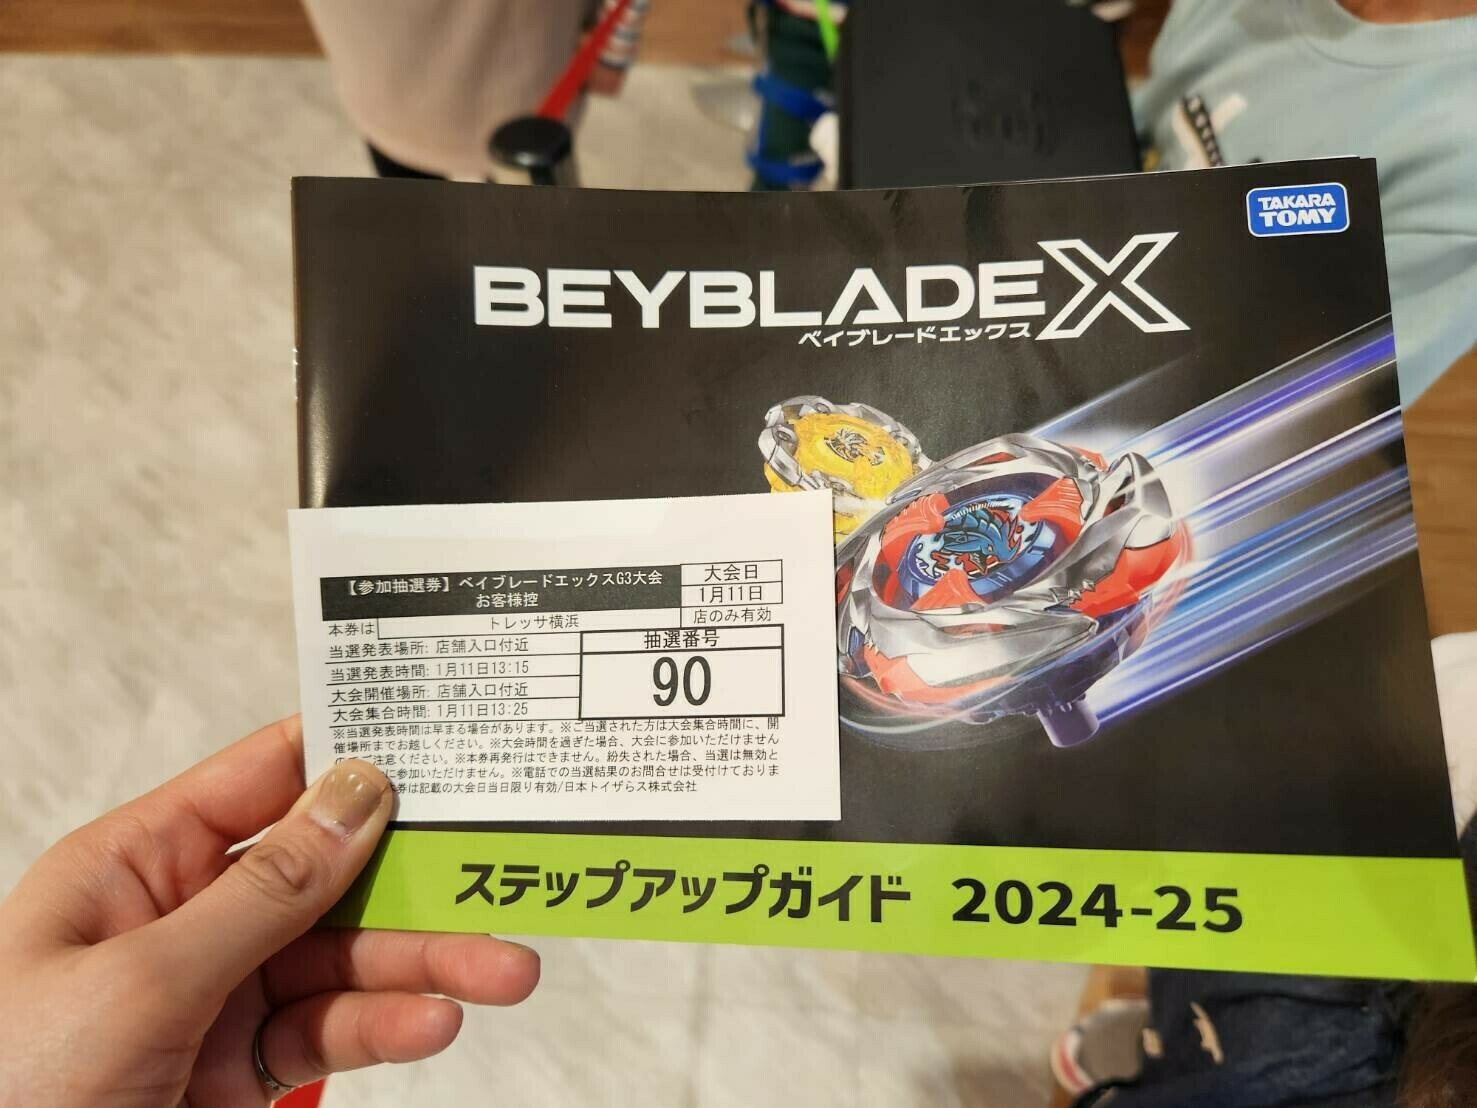 TAKARA
TOMY
BEYBLADE X
ベイブレードエックス
【参加抽選券】ベイブレードエックスG3大会
お客様控
大会日
1月11日
本券は トレッサ横浜 店のみ有効
当選発表場所: 店舗入口付近
当選発表時間: 1月11日13:15
大会開催場所: 店舗入口付近
大会集合時間: 1月11日13:25
抽選番号
90
※当選発表時間は早まる場合があります。※ご当選された方は大会集合時間に、開
催場所までお越しください。※大会時間を過ぎた場合、大会に参加いただけません
ご注意ください。※本券再発行はできません。紛失された場合、当選は無効と
に参加いただけません。※電話での当選結果のお問合せは受付けておりま
券は記載の大会日当日限り有効/日本トイザらス株式会社
ステップアップガイド 2024-25